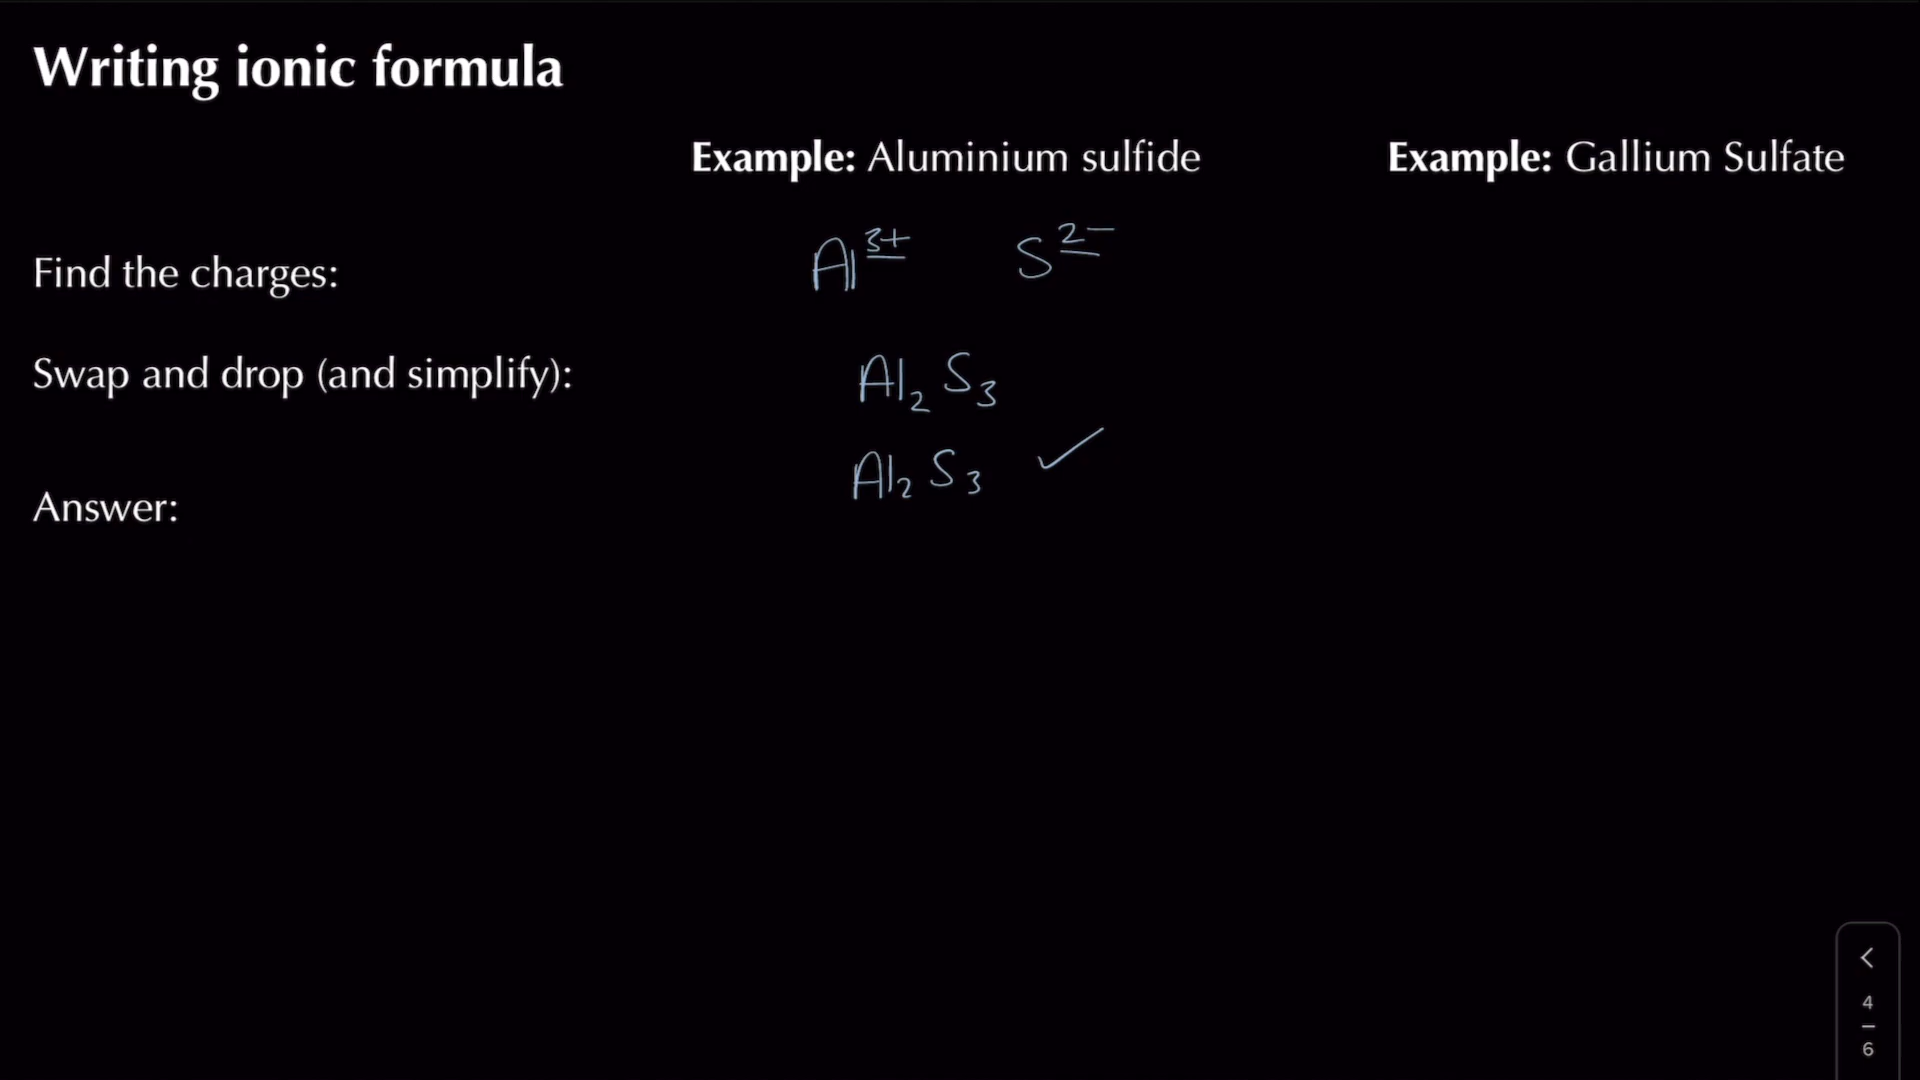 Writing ionic formula
Example: Aluminium sulfide
Example: Gallium Sulfate
Find the charges:
Al³⁺ S²⁻
Swap and drop (and simplify):
Al₂ S₃
Al₂ S₃ ✓
Answer:
4
6